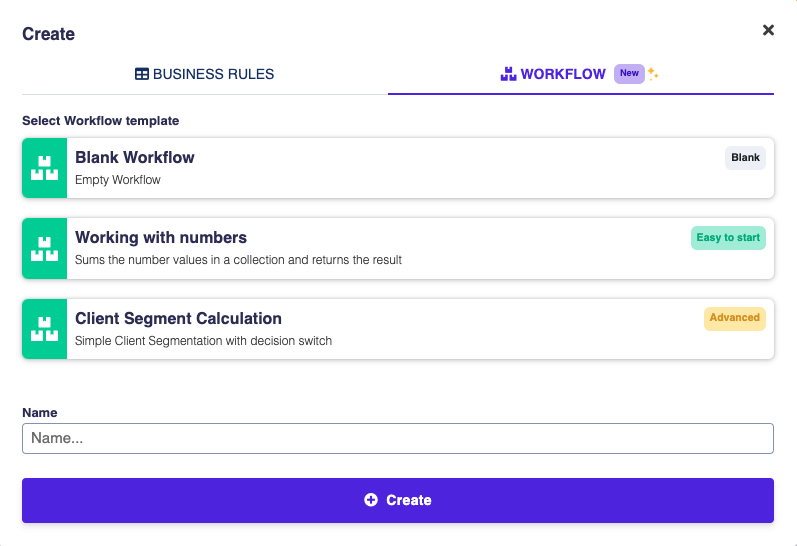 Create
BUSINESS RULES
WORKFLOW New
Select Workflow template
Blank Workflow
Blank
Empty Workflow
Working with numbers
Easy to start
Sums the number values in a collection and returns the result
Client Segment Calculation
Advanced
Simple Client Segmentation with decision switch
Name
Name...
Create